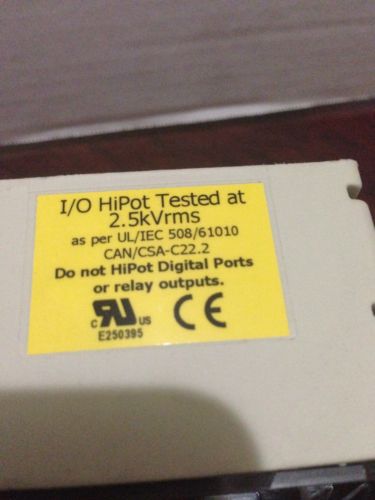 I/O HiPot Tested at
2.5kVrms
as per UL/IEC 508/61010
CAN/CSA-C22.2
Do not HiPot Digital Ports
or relay outputs.
C RU US CE
E250395